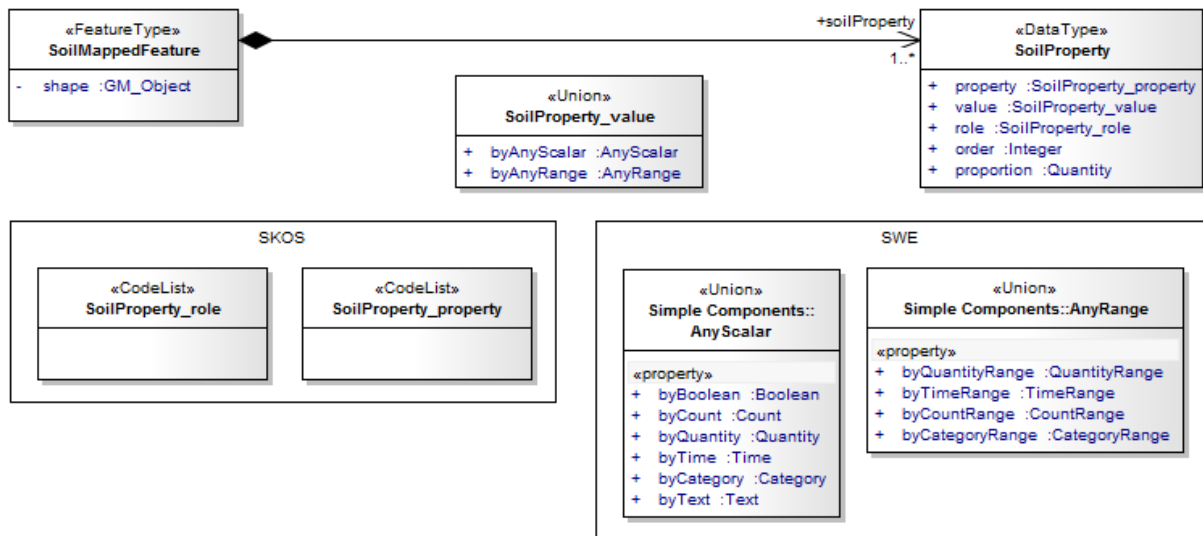 «FeatureType»
SoilMappedFeature
- shape :GM_Object
+soilProperty
1..*
«DataType»
SoilProperty
+ property :SoilProperty_property
+ value :SoilProperty_value
+ role :SoilProperty_role
+ order :Integer
+ proportion :Quantity
«Union»
SoilProperty_value
+ byAnyScalar :AnyScalar
+ byAnyRange :AnyRange
SKOS
«CodeList»
SoilProperty_role
«CodeList»
SoilProperty_property
SWE
«Union»
Simple Components::
AnyScalar
«property»
+ byBoolean :Boolean
+ byCount :Count
+ byQuantity :Quantity
+ byTime :Time
+ byCategory :Category
+ byText :Text
«Union»
Simple Components::AnyRange
«property»
+ byQuantityRange :QuantityRange
+ byTimeRange :TimeRange
+ byCountRange :CountRange
+ byCategoryRange :CategoryRange